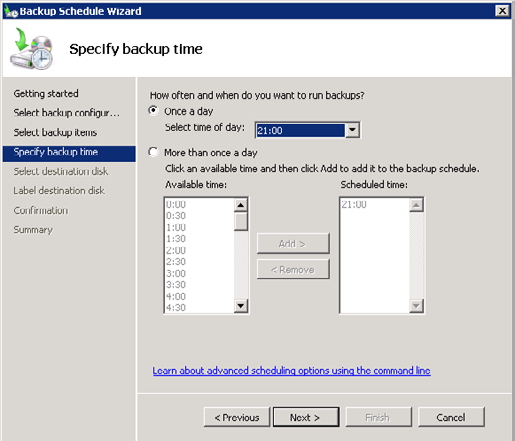 Backup Schedule Wizard
Specify backup time
Getting started
Select backup configur...
Select backup items
Specify backup time
Select destination disk
Label destination disk
Confirmation
Summary
How often and when do you want to run backups?
Once a day
Select time of day: 21:00
More than once a day
Click an available time and then click Add to add it to the backup schedule.
Available time: Scheduled time:
0:00 21:00
0:30
1:00
1:30
2:00
2:30
3:00
3:30
4:00
4:30
Add >
< Remove
Learn about advanced scheduling options using the command line
< Previous Next > Finish Cancel